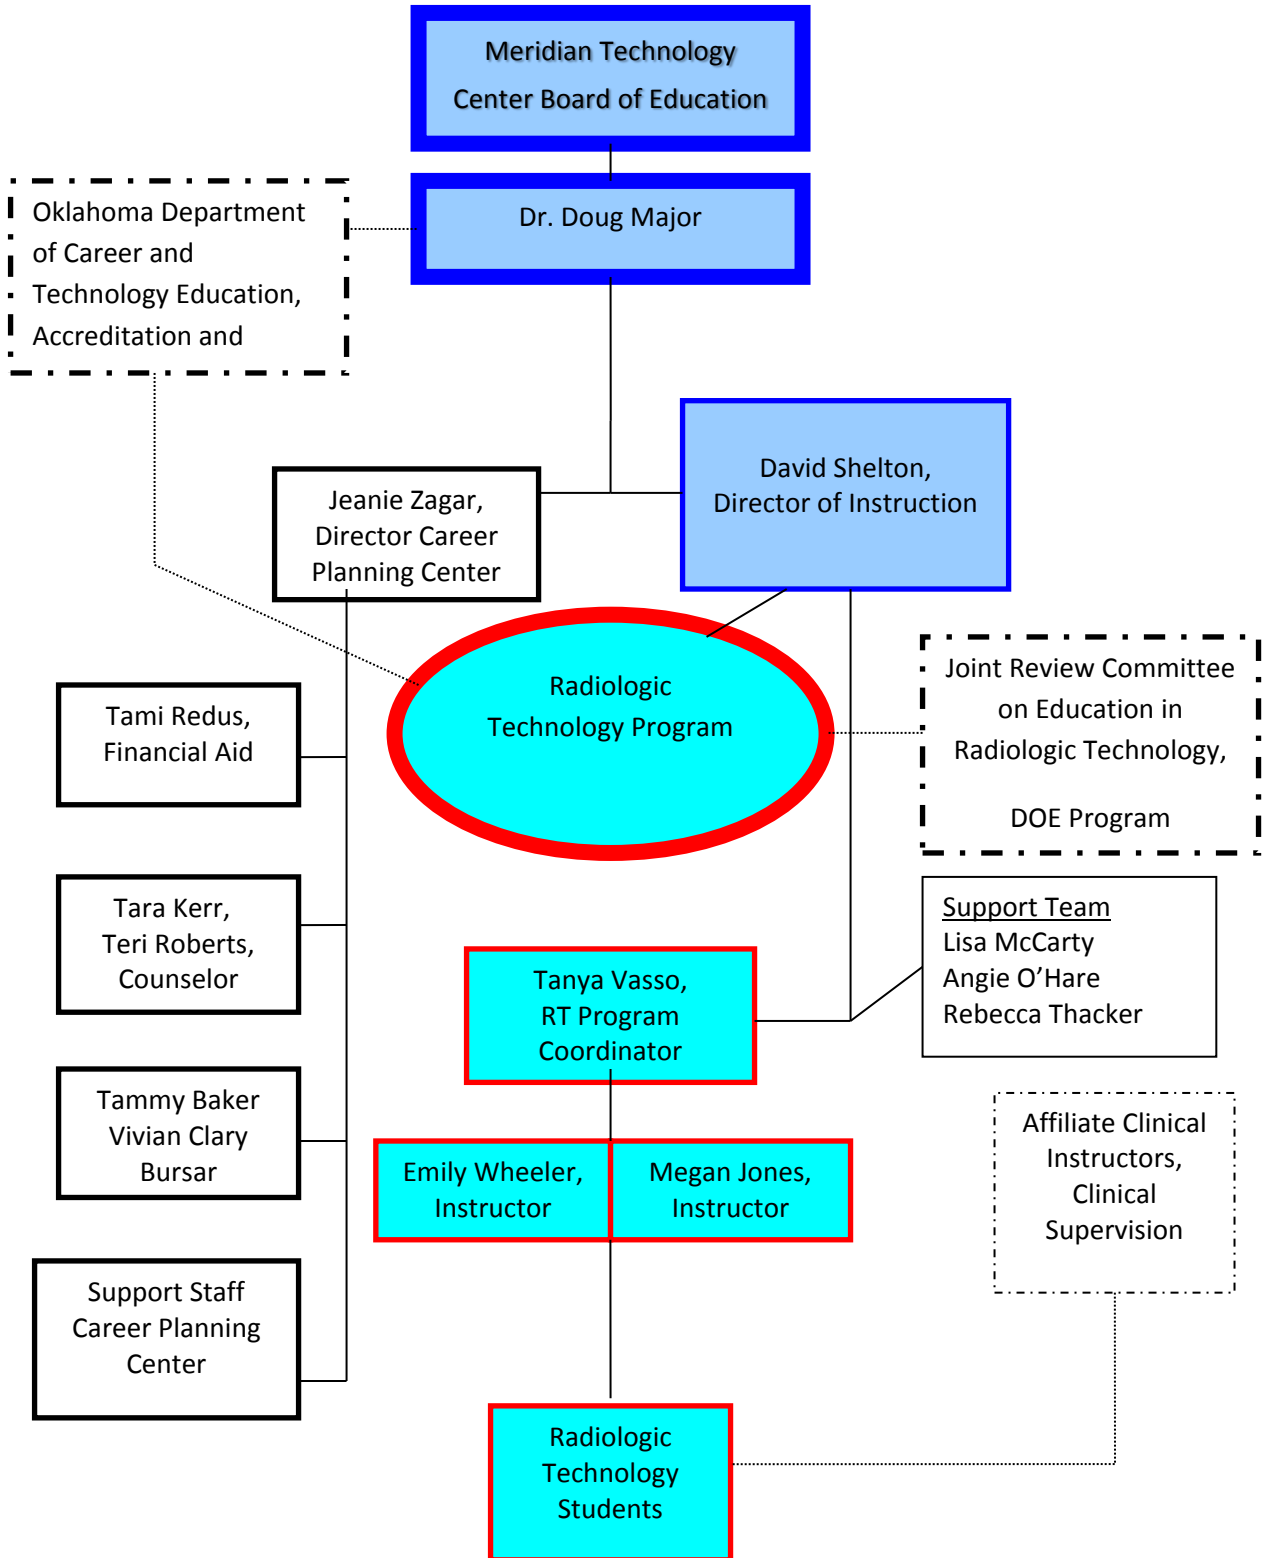 Meridian Technology
Center Board of Education
Oklahoma Department
of Career and
Technology Education,
Accreditation and
Dr. Doug Major
David Shelton,
Director of Instruction
Jeanie Zagar,
Director Career
Planning Center
Radiologic
Technology Program
Joint Review Committee
on Education in
Radiologic Technology,
DOE Program
Tami Redus,
Financial Aid
Tara Kerr,
Teri Roberts,
Counselor
Support Team
Lisa McCarty
Angie O’Hare
Rebecca Thacker
Tanya Vasso,
RT Program
Coordinator
Tammy Baker
Vivian Clary
Bursar
Emily Wheeler,
Instructor
Megan Jones,
Instructor
Affiliate Clinical
Instructors,
Clinical
Supervision
Support Staff
Career Planning
Center
Radiologic
Technology
Students